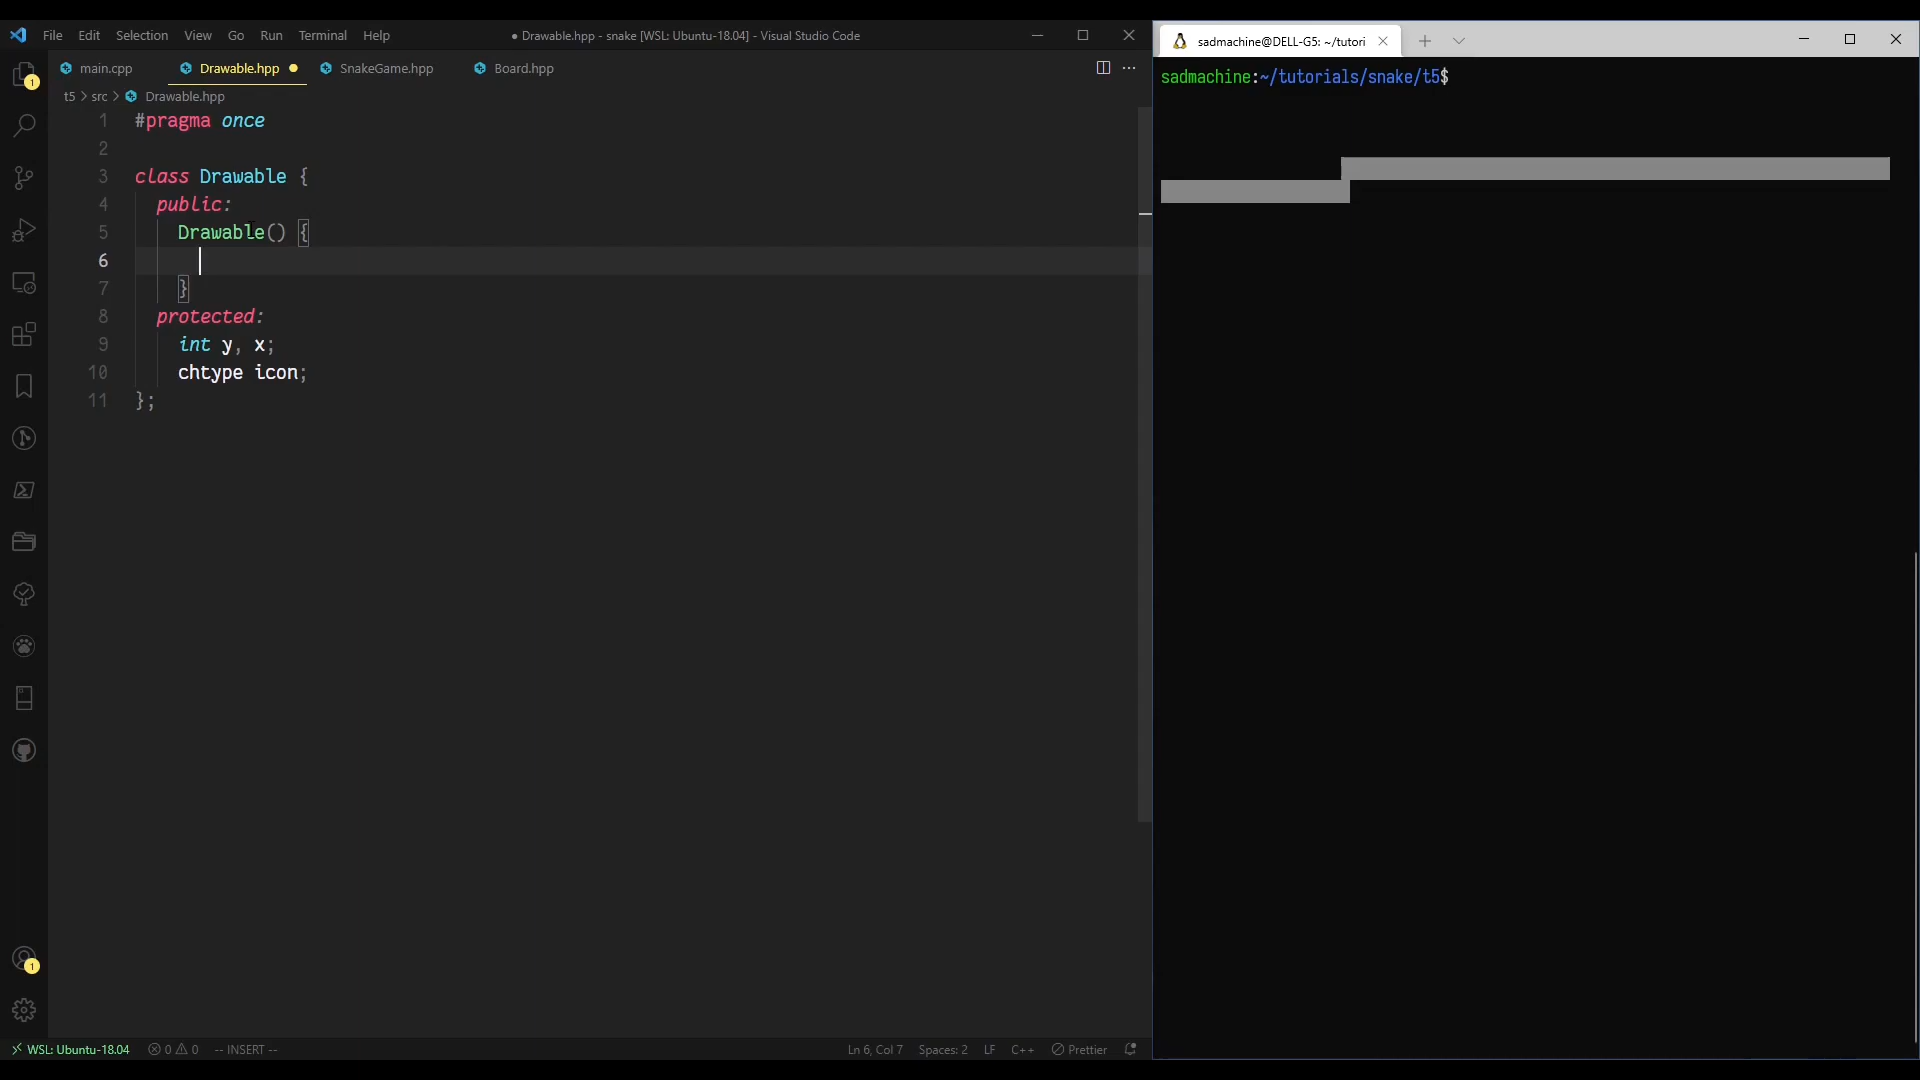 File Edit Selection View Go Run Terminal Help
● Drawable.hpp - snake [WSL: Ubuntu-18.04] - Visual Studio Code
main.cpp Drawable.hpp SnakeGame.hpp Board.hpp
t5 > src > Drawable.hpp
1 #pragma once
2
3 class Drawable {
4 public:
5 Drawable() {
6
7 }
8 protected:
9 int y, x;
10 chtype icon;
11 };
1
1
WSL: Ubuntu-18.04 0 0 -- INSERT -- Ln 6, Col 7 Spaces: 2 LF C++ Prettier
sadmachine@DELL-G5: ~/tutori
sadmachine:~/tutorials/snake/t5$